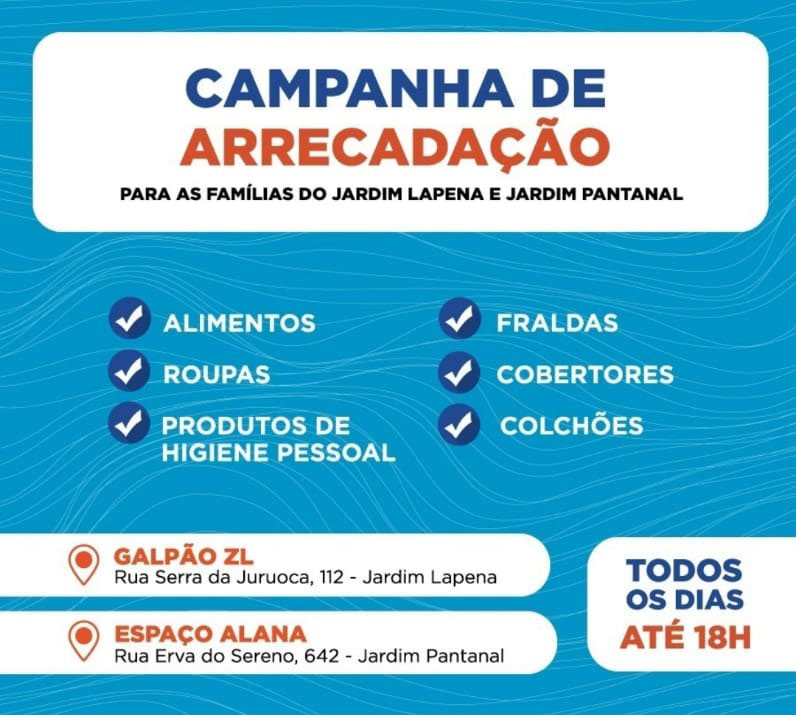 CAMPANHA DE
ARRECADAÇÃO
PARA AS FAMÍLIAS DO JARDIM LAPENA E JARDIM PANTANAL
ALIMENTOS
ROUPAS
PRODUTOS DE
HIGIENE PESSOAL
FRALDAS
COBERTORES
COLCHÕES
GALPÃO ZL
Rua Serra da Juruoca, 112 - Jardim Lapena
ESPAÇO ALANA
Rua Erva do Sereno, 642 - Jardim Pantanal
TODOS
OS DIAS
ATÉ 18H